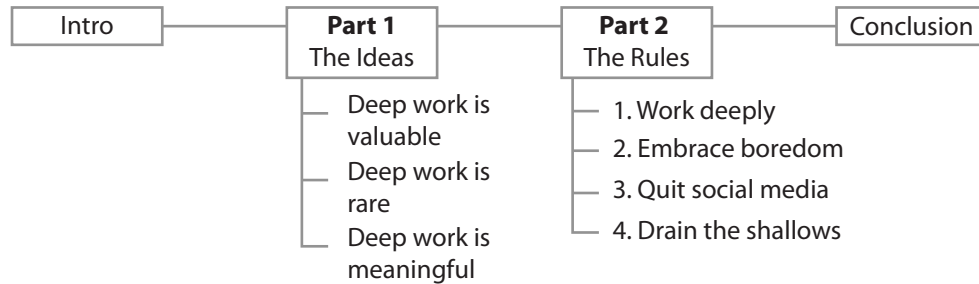 Intro
Part 1
The Ideas
Deep work is
valuable
Deep work is
rare
Deep work is
meaningful
Part 2
The Rules
1. Work deeply
2. Embrace boredom
3. Quit social media
4. Drain the shallows
Conclusion